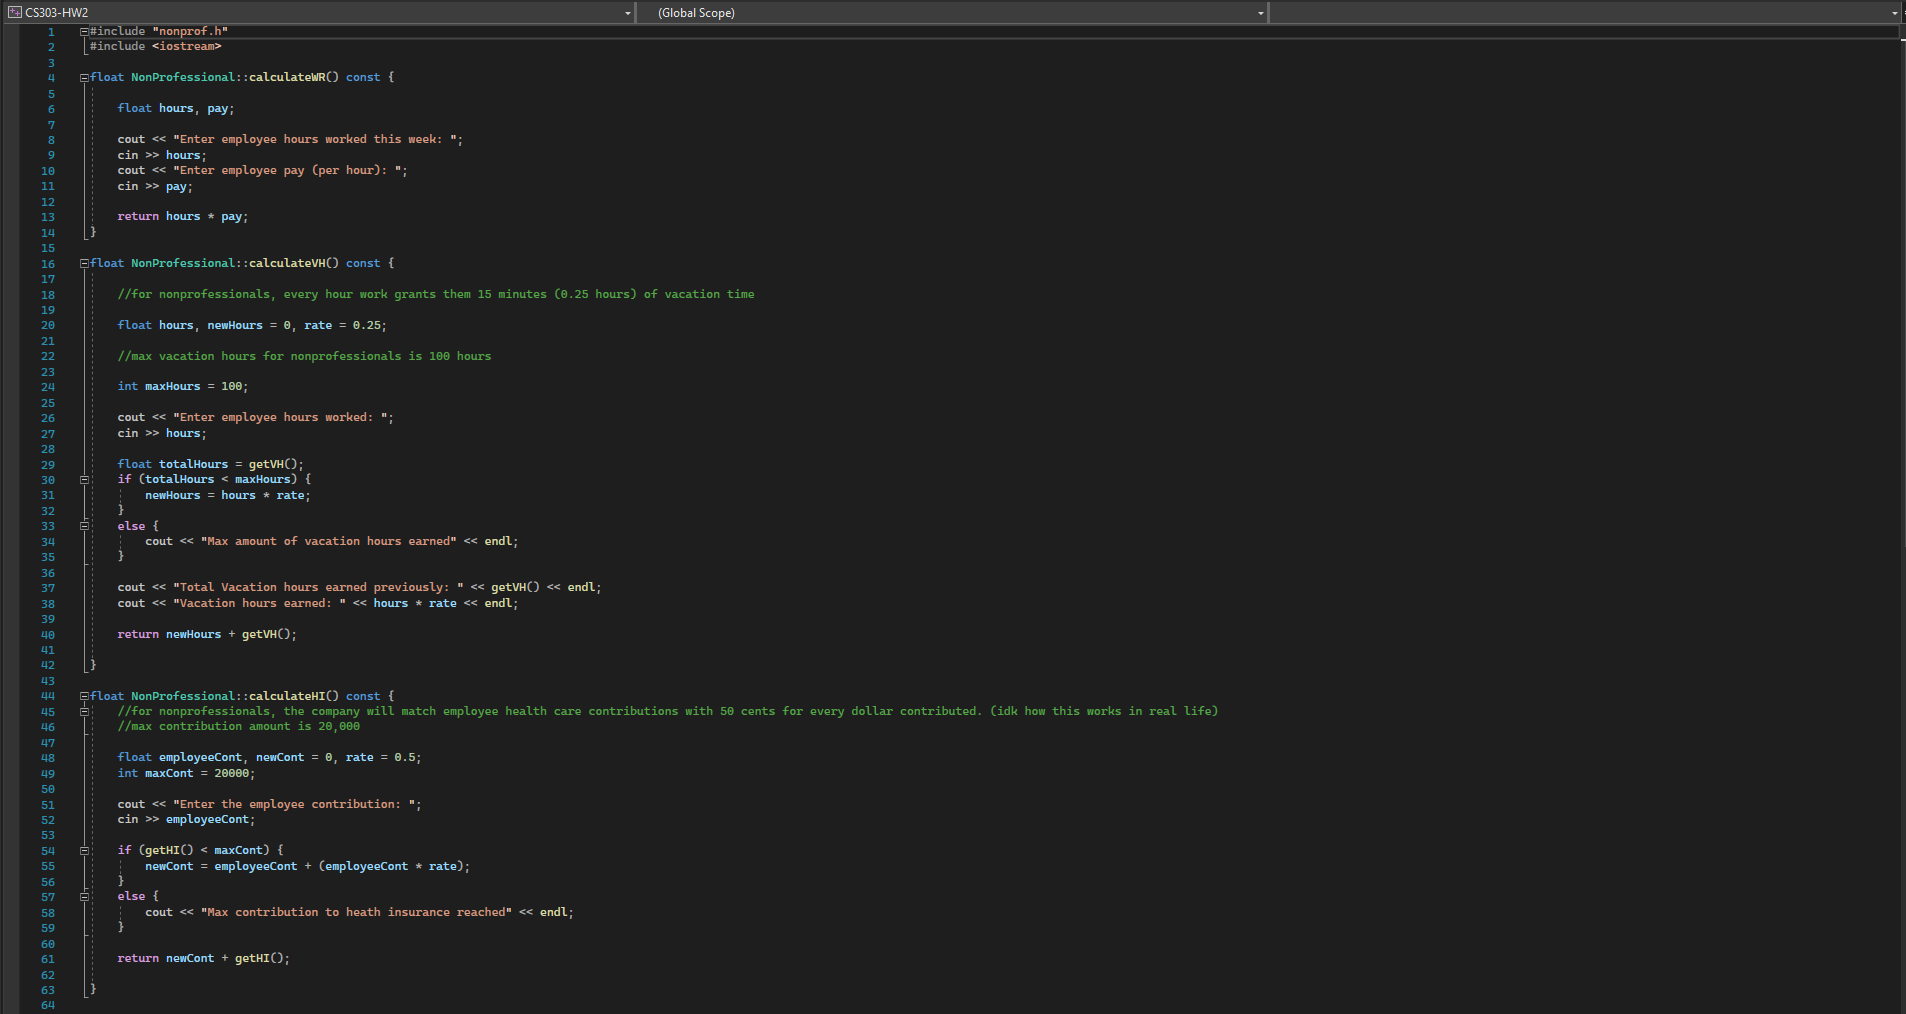 CS303-HW2
(Global Scope)
1 #include "nonprof.h"
2 #include <iostream>
3
4 float NonProfessional::calculateWR() const {
5
6 float hours, pay;
7
8 cout << "Enter employee hours worked this week: ";
9 cin >> hours;
10 cout << "Enter employee pay (per hour): ";
11 cin >> pay;
12
13 return hours * pay;
14 }
15
16 float NonProfessional::calculateVH() const {
17
18 //for nonprofessionals, every hour work grants them 15 minutes (0.25 hours) of vacation time
19
20 float hours, newHours = 0, rate = 0.25;
21
22 //max vacation hours for nonprofessionals is 100 hours
23
24 int maxHours = 100;
25
26 cout << "Enter employee hours worked: ";
27 cin >> hours;
28
29 float totalHours = getVH();
30 if (totalHours < maxHours) {
31 newHours = hours * rate;
32 }
33 else {
34 cout << "Max amount of vacation hours earned" << endl;
35 }
36
37 cout << "Total Vacation hours earned previously: " << getVH() << endl;
38 cout << "Vacation hours earned: " << hours * rate << endl;
39
40 return newHours + getVH();
41
42 }
43
44 float NonProfessional::calculateHI() const {
45 //for nonprofessionals, the company will match employee health care contributions with 50 cents for every dollar contributed. (idk how this works in real life)
46 //max contribution amount is 20,000
47
48 float employeeCont, newCont = 0, rate = 0.5;
49 int maxCont = 20000;
50
51 cout << "Enter the employee contribution: ";
52 cin >> employeeCont;
53
54 if (getHI() < maxCont) {
55 newCont = employeeCont + (employeeCont * rate);
56 }
57 else {
58 cout << "Max contribution to heath insurance reached" << endl;
59 }
60
61 return newCont + getHI();
62
63 }
64